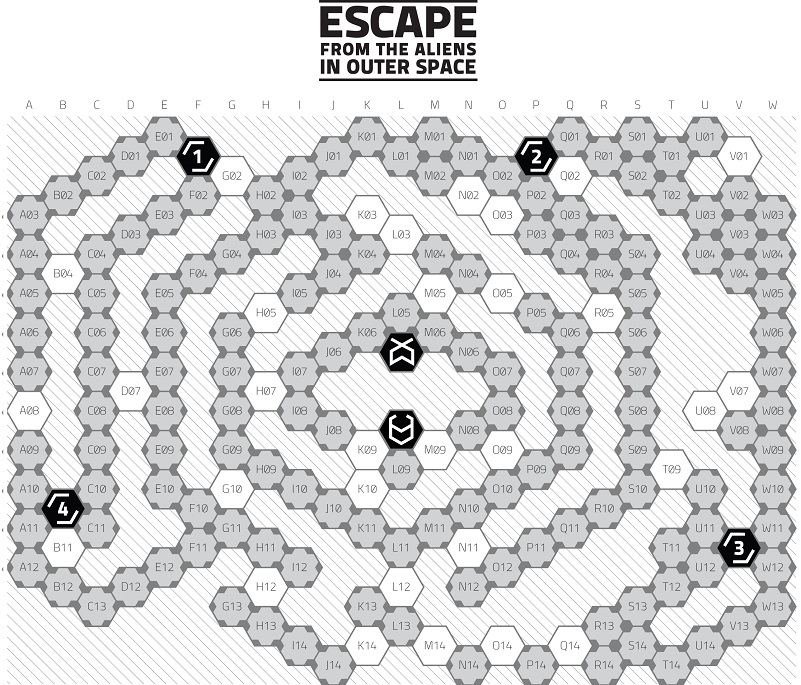 ESCAPE
FROM THE ALIENS
IN OUTER SPACE
A B C D E F G H I J K L M N O P Q R S T U V W
E01 K01 M01 Q01 S01 U01
D01 1 J01 L01 N01 2 R01 T01 V01
C02 G02 I02 M02 O02 Q02 S02
B02 F02 H02 N02 P02 T02 V02
A03 E03 I03 K03 O03 Q03 U03 W03
D03 H03 J03 L03 P03 R03 V03
A04 C04 G04 K04 M04 Q04 S04 U04
B04 F04 J04 N04 R04 V04
A05 C05 E05 I05 M05 O05 S05 W05
H05 L05 P05 R05
A06 C06 E06 G06 K06 M06 Q06 S06 W06
J06 N06
A07 C07 E07 G07 I07 O07 Q07 S07 W07
D07 H07 V07
A08 C08 E08 G08 I08 O08 Q08 S08 U08 W08
J08 N08 V08
A09 C09 E09 G09 K09 M09 O09 Q09 S09 W09
H09 L09 P09 T09
A10 C10 E10 G10 I10 K10 O10 S10 U10 W10
4 F10 J10 N10 R10
A11 C11 G11 K11 M11 Q11 U11 W11
B11 F11 H11 L11 N11 P11 T11 3
A12 E12 I12 O12 U12 W12
B12 D12 H12 L12 N12 T12
C13 G13 K13 S13 W13
H13 L13 R13 V13
I14 K14 M14 O14 Q14 S14 U14
J14 N14 P14 R14 T14